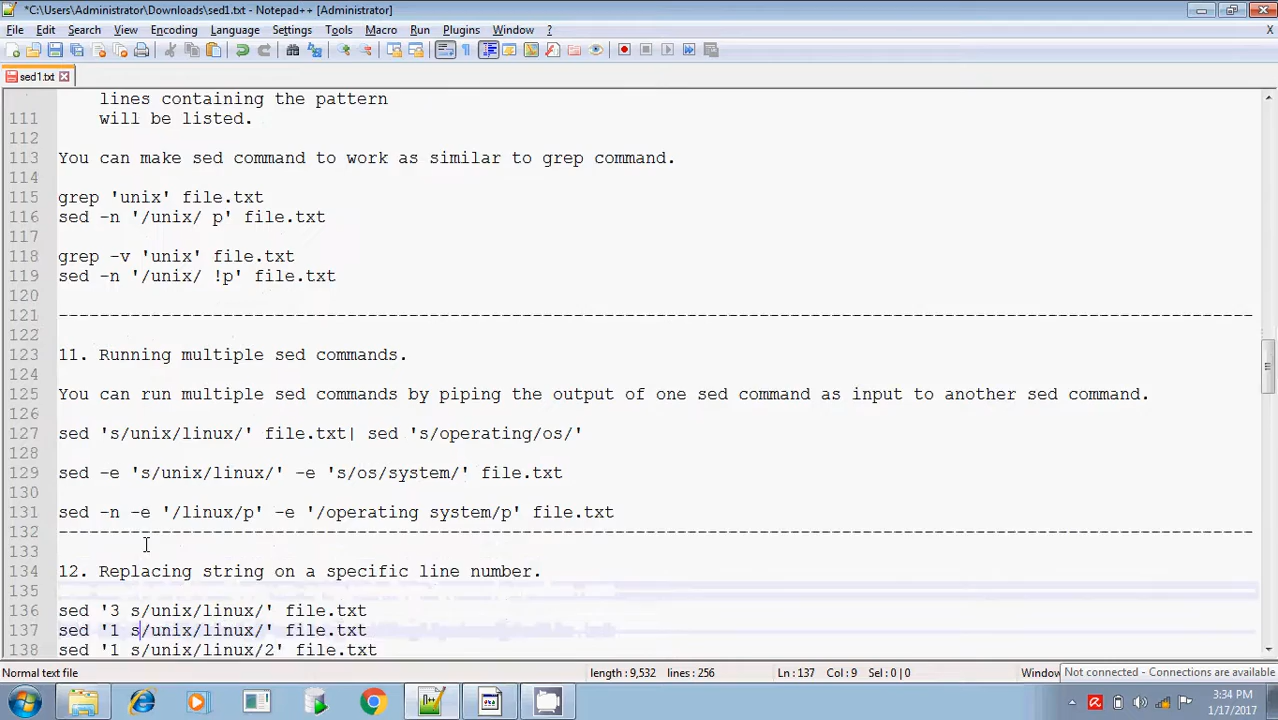 *C:\Users\Administrator\Downloads\sed1.txt - Notepad++ [Administrator]
File Edit Search View Encoding Language Settings Tools Macro Run Plugins Window ? X
sed1.txt
lines containing the pattern
111 will be listed.
112
113 You can make sed command to work as similar to grep command.
114
115 grep 'unix' file.txt
116 sed -n '/unix/ p' file.txt
117
118 grep -v 'unix' file.txt
119 sed -n '/unix/ !p' file.txt
120
121 --------------------------------------------------------------------------------------------------------------------
122
123 11. Running multiple sed commands.
124
125 You can run multiple sed commands by piping the output of one sed command as input to another sed command.
126
127 sed 's/unix/linux/' file.txt| sed 's/operating/os/'
128
129 sed -e 's/unix/linux/' -e 's/os/system/' file.txt
130
131 sed -n -e '/linux/p' -e '/operating system/p' file.txt
132 --------------------------------------------------------------------------------------------------------------------
133
134 12. Replacing string on a specific line number.
135
136 sed '3 s/unix/linux/' file.txt
137 sed '1 s/unix/linux/' file.txt
138 sed '1 s/unix/linux/2' file.txt
Normal text file length : 9,532 lines : 256 Ln : 137 Col : 9 Sel : 0 | 0 Window Not connected - Connections are available
3:34 PM
1/17/2017